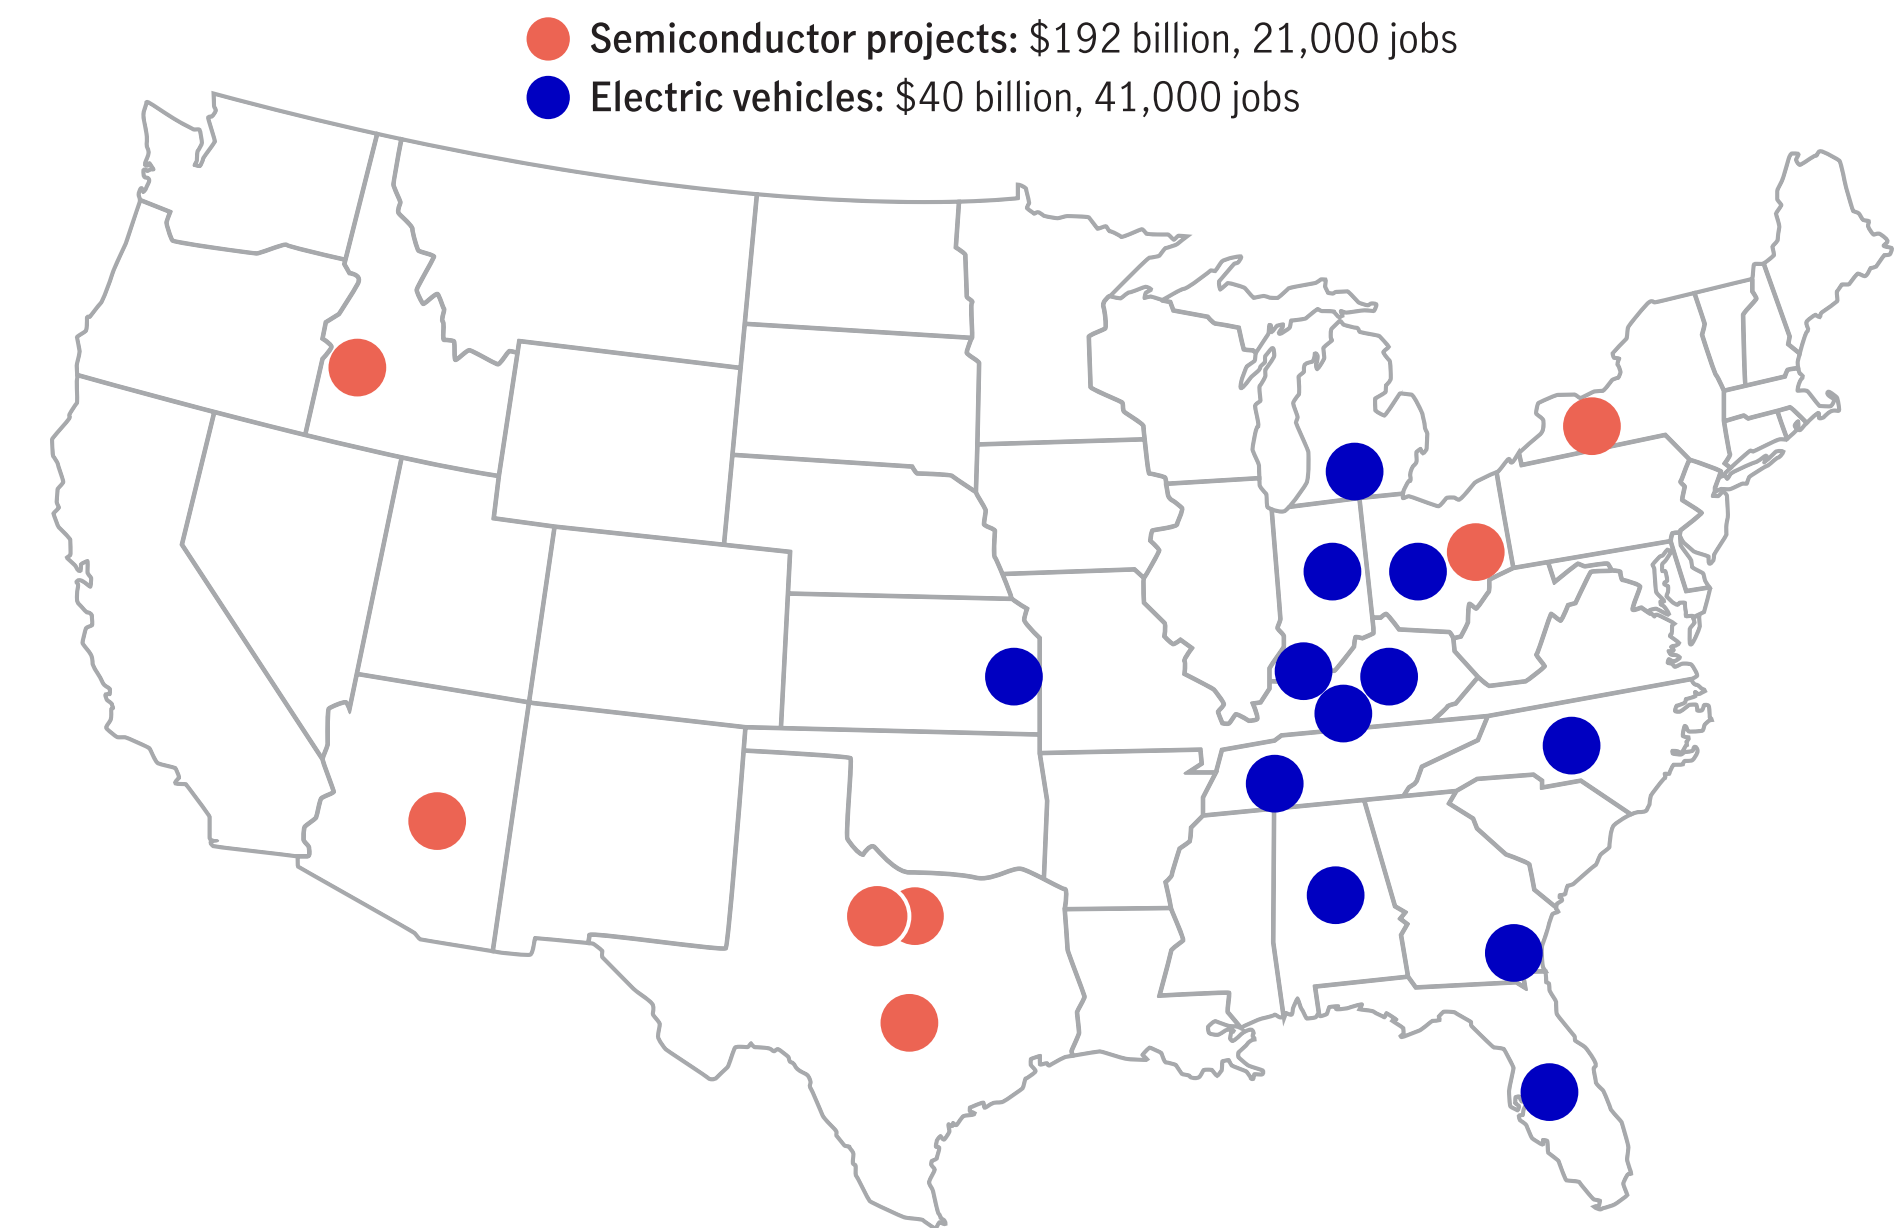 Semiconductor projects: $192 billion, 21,000 jobs
Electric vehicles: $40 billion, 41,000 jobs